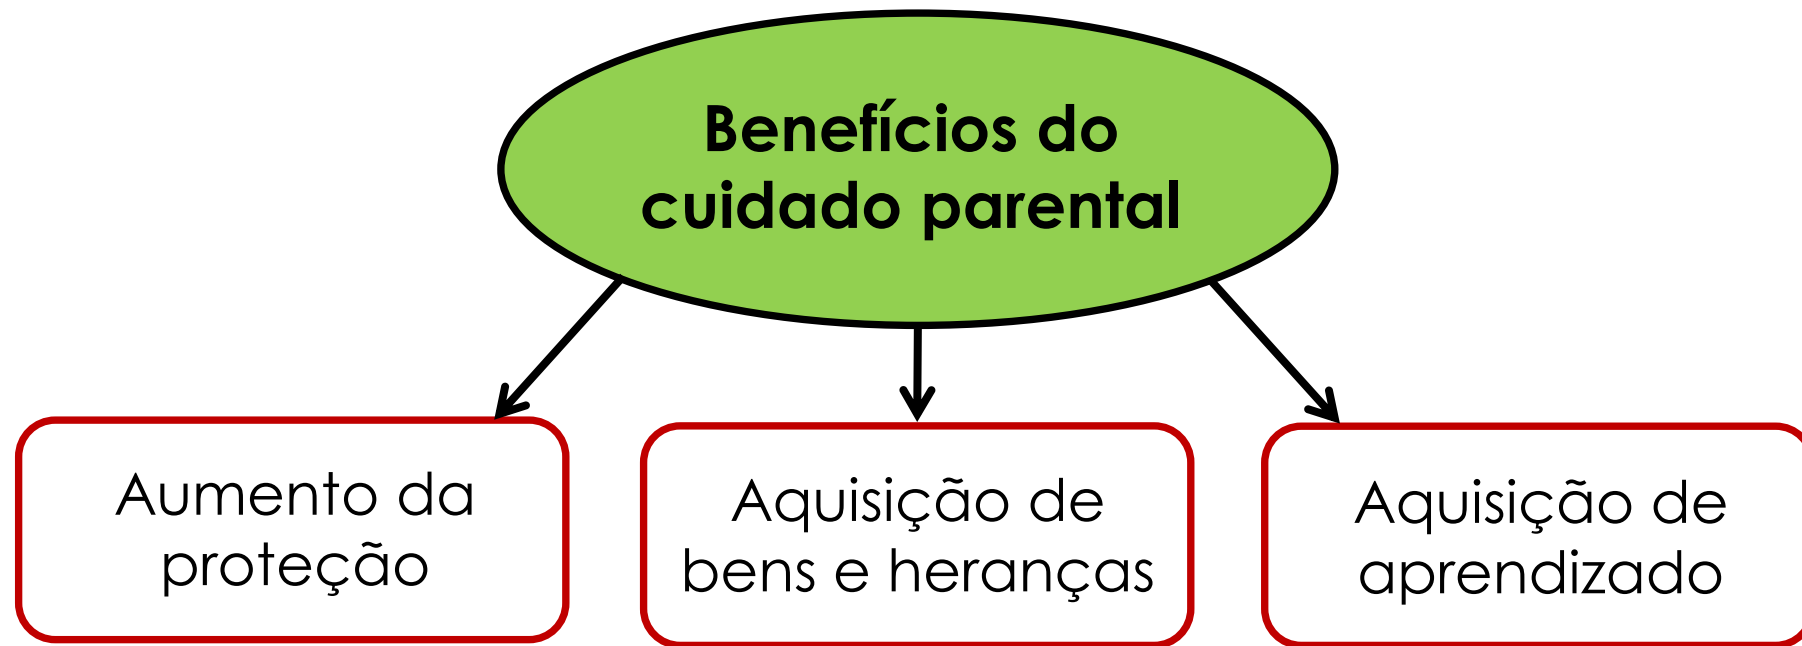 Benefícios do
cuidado parental
Aumento da
proteção
Aquisição de
bens e heranças
Aquisição de
aprendizado